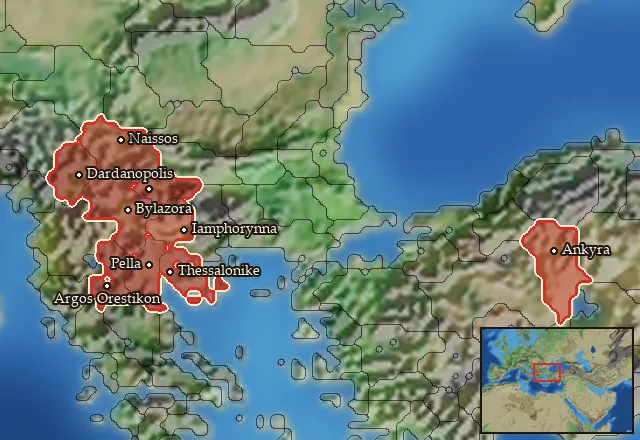 Naissos
Dardanopolis
Bylazora
Iamphorynna
Ankyra
Pella
Thessalonike
Argos Orestikon